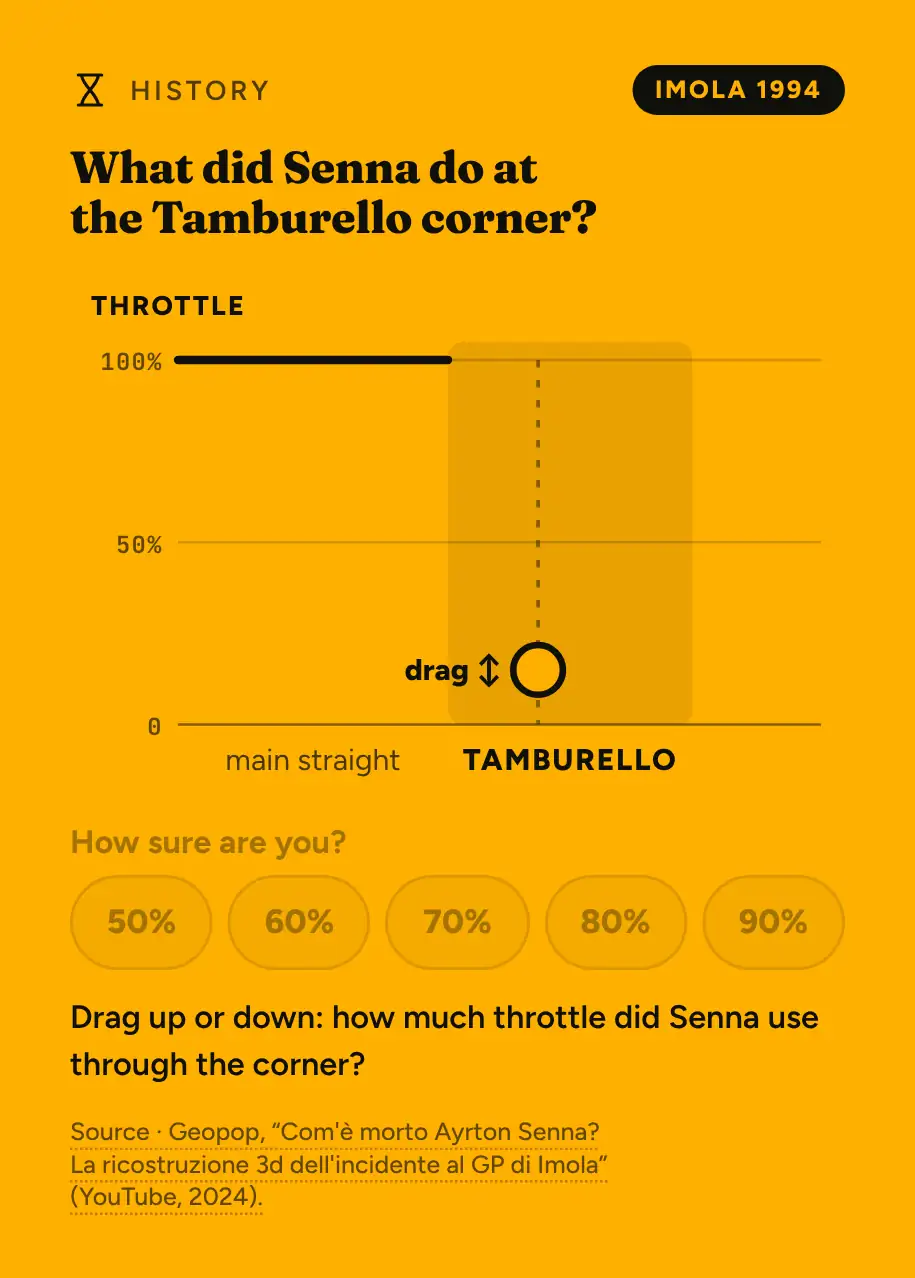 HISTORY
IMOLA 1994
What did Senna do at
the Tamburello corner?
THROTTLE
100%
50%
drag
0
main straight
TAMBURELLO
How sure are you?
50%
60%
70%
80%
90%
Drag up or down: how much throttle did Senna use
through the corner?
Source · Geopop, “Com'è morto Ayrton Senna?
La ricostruzione 3d dell'incidente al GP di Imola”
(YouTube, 2024).